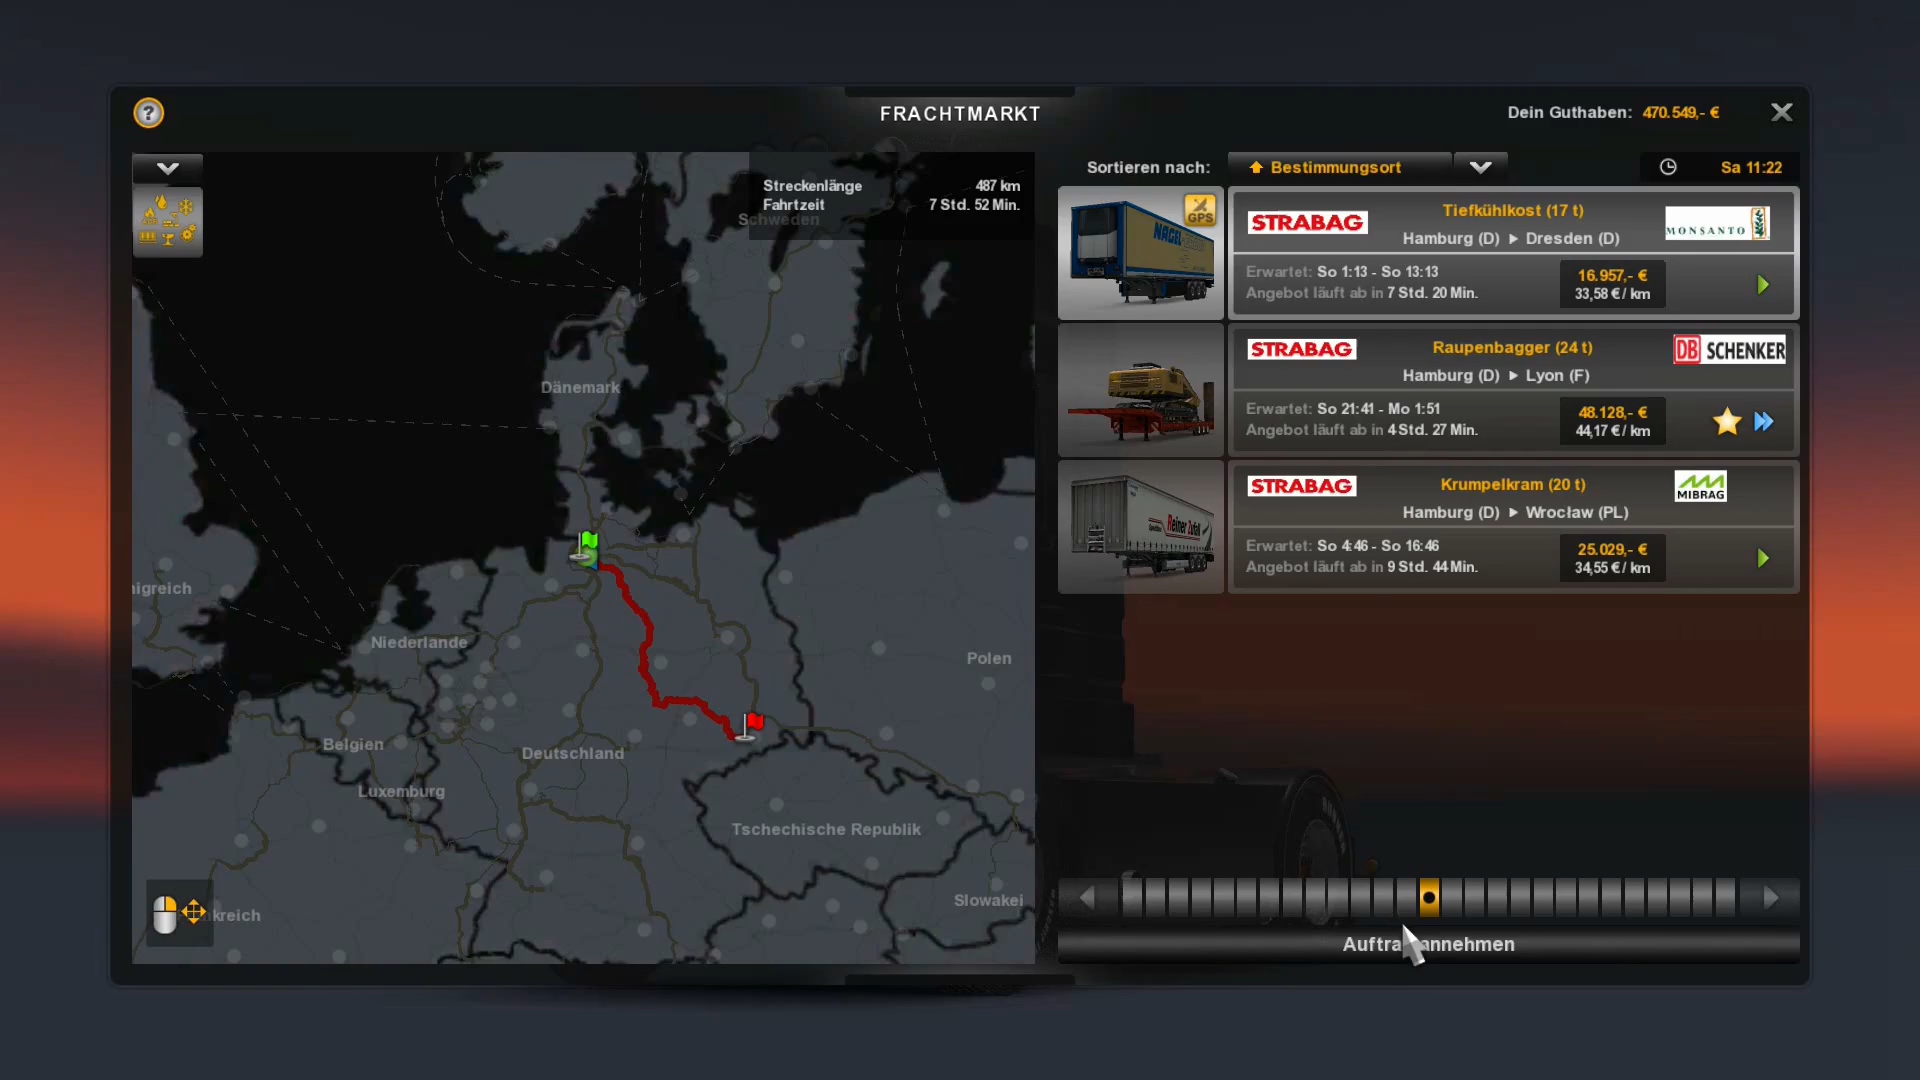 ?
FRACHTMARKT
Dein Guthaben: 470.549,- €
Streckenlänge 487 km
Fahrtzeit 7 Std. 52 Min.
Schweden
Dänemark
nigreich
Niederlande
Polen
Belgien
Deutschland
Luxemburg
Tschechische Republik
Slowakei
kreich
Sortieren nach: Bestimmungsort
Sa 11:22
GPS
NAGEL
STRABAG
Tiefkühlkost (17 t)
MONSANTO
Hamburg (D) Dresden (D)
Erwartet: So 1:13 - So 13:13
16.957,- €
Angebot läuft ab in 7 Std. 20 Min.
33,58 € / km
STRABAG
Raupenbagger (24 t)
DB SCHENKER
Hamburg (D) Lyon (F)
Erwartet: So 21:41 - Mo 1:51
48.128,- €
Angebot läuft ab in 4 Std. 27 Min.
44,17 € / km
Reiner
STRABAG
Krumpelkram (20 t)
MIBRAG
Hamburg (D) Wrocław (PL)
Erwartet: So 4:46 - So 16:46
25.029,- €
Angebot läuft ab in 9 Std. 44 Min.
34,55 € / km
Auftra annehmen